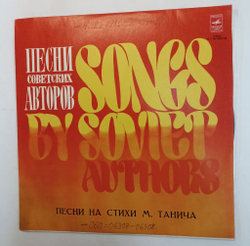 ПЕСНИ
СОВЕТСКИХ
АВТОРОВ
SONGS
BY SOVIET
AUTHORS
ПЕСНИ НА СТИХИ М. ТАНИЧА